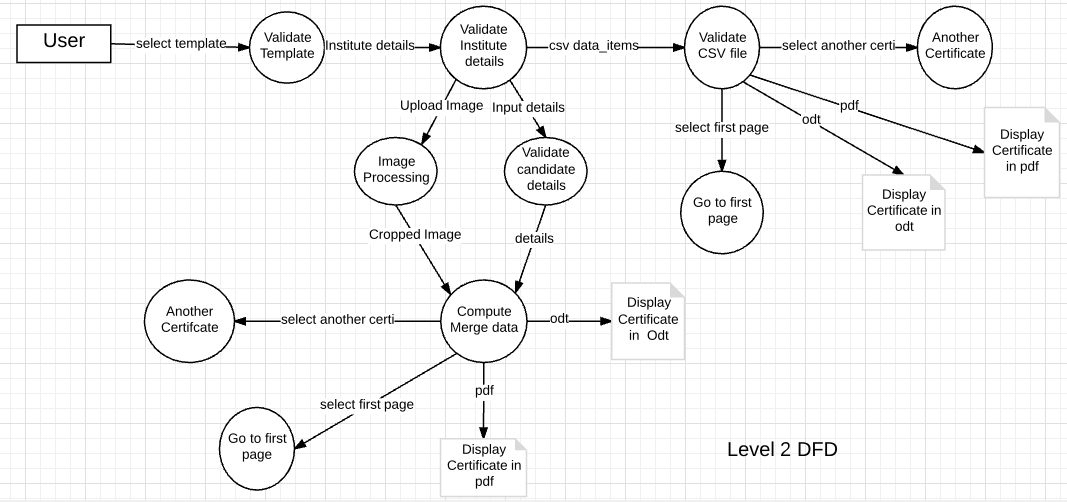 User
select template
Validate
Template
Institute details
Validate
Institute
details
csv data_items
Validate
CSV file
select another certi
Another
Certificate
Upload Image
Input details
Image
Processing
Validate
candidate
details
select first page
odt
pdf
Go to first
page
Display
Certificate in
odt
Display
Certificate
in pdf
Cropped Image
details
Another
Certifcate
select another certi
Compute
Merge data
odt
Display
Certificate
in Odt
select first page
pdf
Go to first
page
Display
Certificate in
pdf
Level 2 DFD